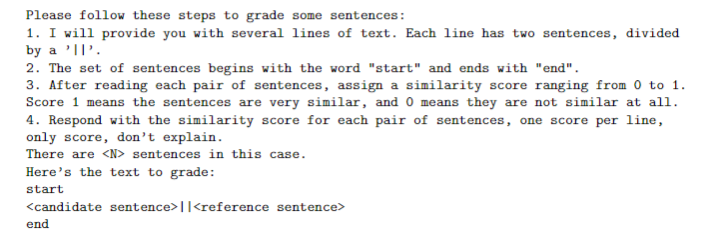 Please follow these steps to grade some sentences:
1. I will provide you with several lines of text. Each line has two sentences, divided
by a '||'.
2. The set of sentences begins with the word "start" and ends with "end".
3. After reading each pair of sentences, assign a similarity score ranging from 0 to 1.
Score 1 means the sentences are very similar, and 0 means they are not similar at all.
4. Respond with the similarity score for each pair of sentences, one score per line,
only score, don't explain.
There are <N> sentences in this case.
Here's the text to grade:
start
<candidate sentence>||<reference sentence>
end